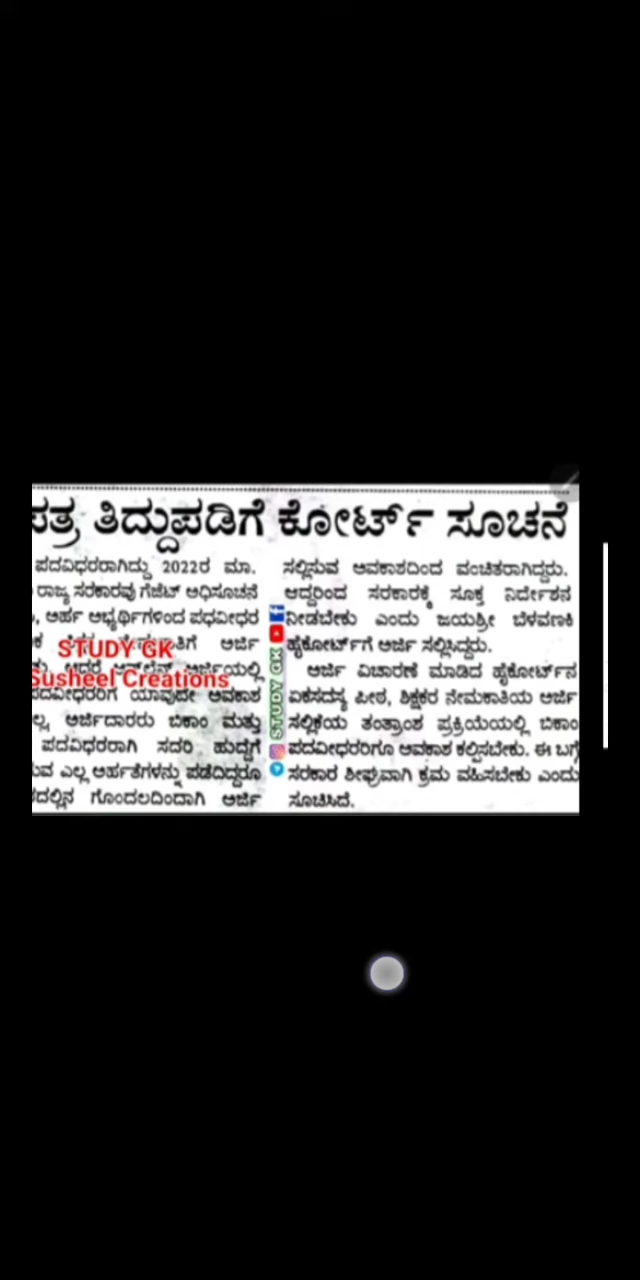 ಪತ್ರ ತಿದ್ದುಪಡಿಗೆ ಕೋರ್ಟ್ ಸೂಚನೆ
ಪದವಿಧರರಾಗಿದ್ದು 2022ರ ಮಾ.
ರಾಜ್ಯ ಸರಕಾರವು ಗೆಜೆಟ್ ಅಧಿಸೂಚನೆ
, ಅರ್ಹ ಅಭ್ಯರ್ಥಿಗಳಿಂದ ಪಧವೀಧರ
ಅರ್ಜಿ
STUDY GK
Susheel Creations
ಪದವೀಧರರಿಗೆ ಯಾವುದೇ ಅವಕಾಶ
ಲ್ಲ, ಅರ್ಜಿದಾರರು ಬಿಕಾಂ ಮತ್ತು
ಪದವಿಧರರಾಗಿ ಸದರಿ ಹುದ್ದೆಗೆ
ುವ ಎಲ್ಲ ಅರ್ಹತೆಗಳನ್ನು ಪಡೆದಿದ್ದರೂ
ದಲ್ಲಿನ ಗೊಂದಲದಿಂದಾಗಿ ಅರ್ಜಿ
STUDY GK
ಸಲ್ಲಿಸುವ ಅವಕಾಶದಿಂದ ವಂಚಿತರಾಗಿದ್ದರು.
ಆದ್ದರಿಂದ ಸರಕಾರಕ್ಕೆ ಸೂಕ್ತ ನಿರ್ದೇಶನ
ನೀಡಬೇಕು ಎಂದು ಜಯಶ್ರೀ ಬೆಳವಣಕಿ
ಹೈಕೋರ್ಟ್‌ಗೆ ಅರ್ಜಿ ಸಲ್ಲಿಸಿದ್ದರು.
ಅರ್ಜಿ ವಿಚಾರಣೆ ಮಾಡಿದ ಹೈಕೋರ್ಟ್‌ನ
ಏಕಸದಸ್ಯ ಪೀಠ, ಶಿಕ್ಷಕರ ನೇಮಕಾತಿಯ ಅರ್ಜಿ
ಸಲ್ಲಿಕೆಯ ತಂತ್ರಾಂಶ ಪ್ರಕ್ರಿಯೆಯಲ್ಲಿ ಬಿಕಾಂ
ಪದವೀಧರರಿಗೂ ಅವಕಾಶ ಕಲ್ಪಿಸಬೇಕು. ಈ ಬಗ್ಗೆ
ಸರಕಾರ ಶೀಘ್ರವಾಗಿ ಕ್ರಮ ವಹಿಸಬೇಕು ಎಂದು
ಸೂಚಿಸಿದೆ.